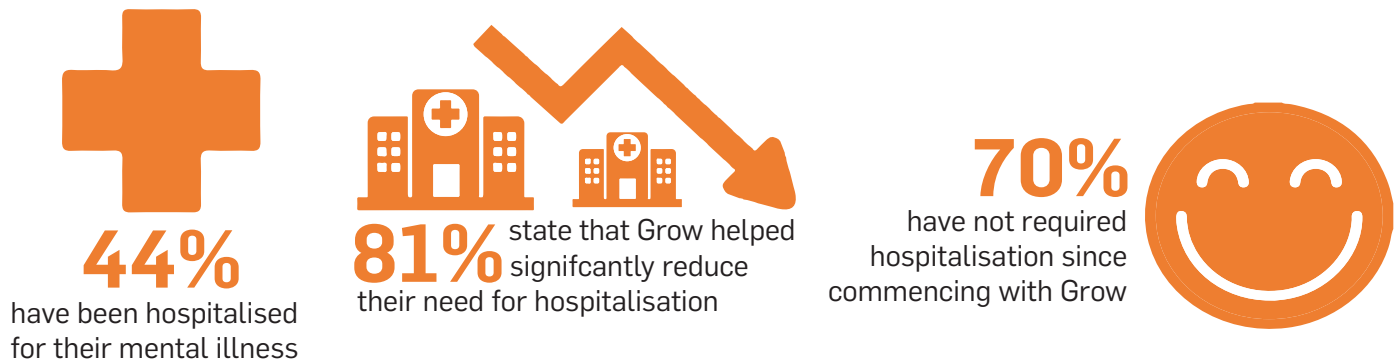 44%
have been hospitalised
for their mental illness
81% state that Grow helped
signifcantly reduce
their need for hospitalisation
70%
have not required
hospitalisation since
commencing with Grow